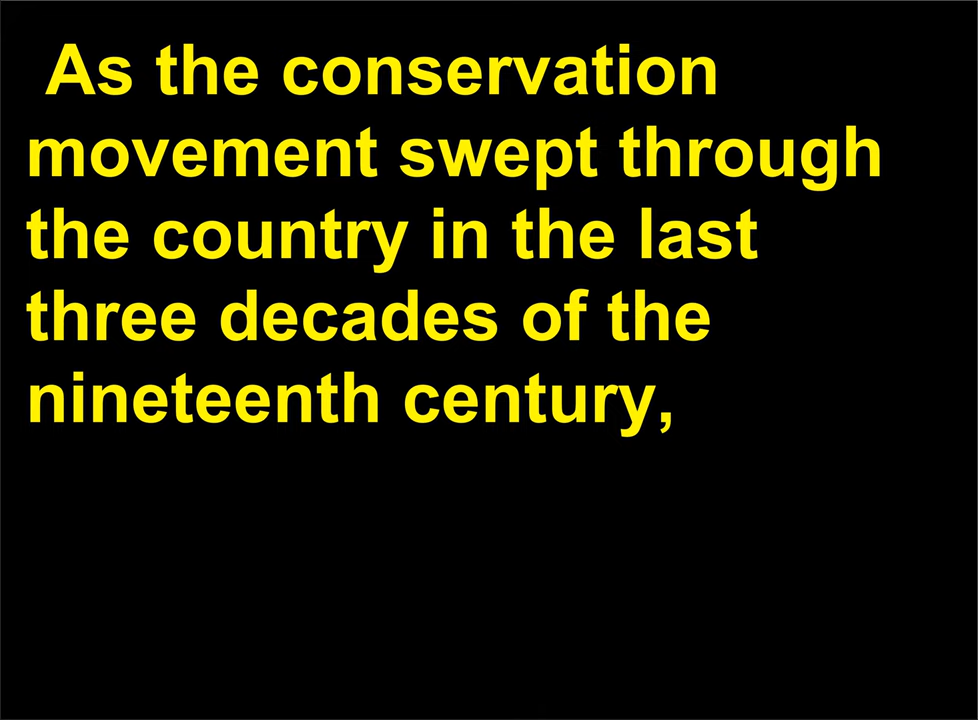 As the conservation
movement swept through
the country in the last
three decades of the
nineteenth century,